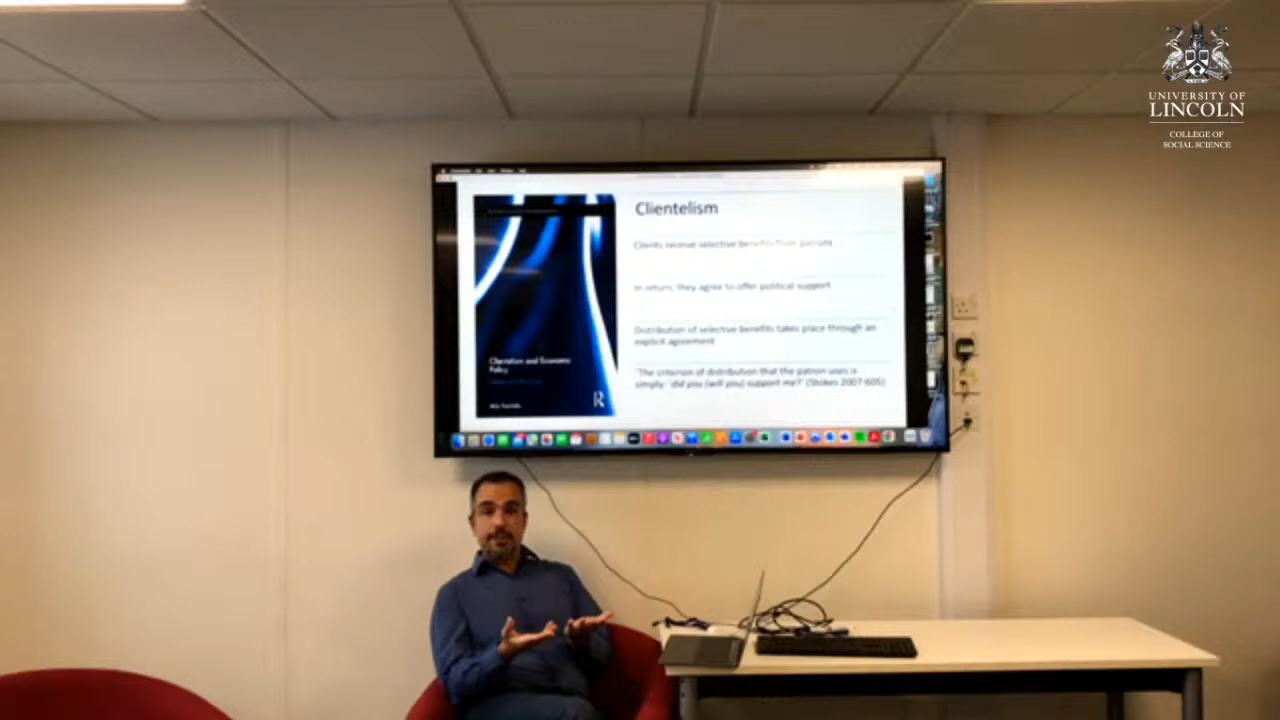 UNIVERSITY OF
LINCOLN
COLLEGE OF
SOCIAL SCIENCE
Clientelism
Clients receive selective benefits from patrons
In return, they agree to offer political support
Distribution of selective benefits takes place through an
explicit agreement
'The criterion of distribution that the patron uses is
simply: 'did you (will you) support me?' (Stokes 2007:605)
Clientelism and Economic
Policy
R